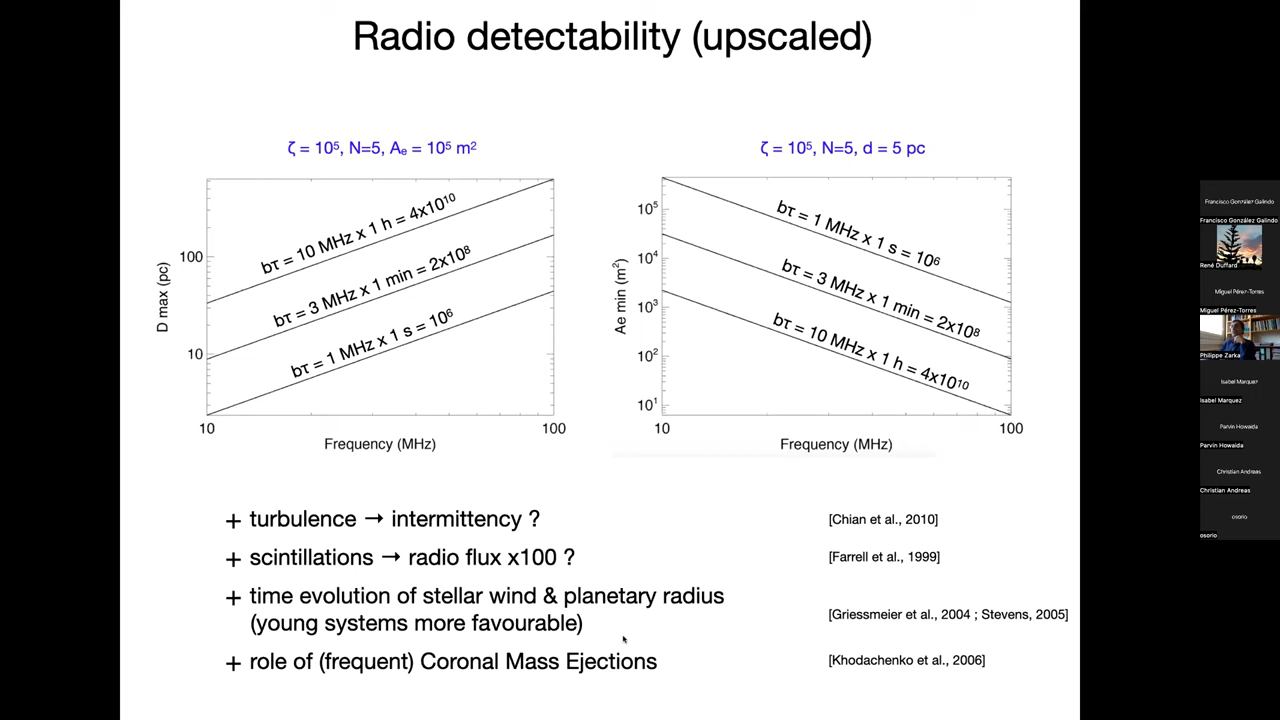 Radio detectability (upscaled)
ζ = 10⁵, N=5, Aₑ = 10⁵ m²
D max (pc)
100
10
bτ = 10 MHz x 1 h = 4x10¹⁰
bτ = 3 MHz x 1 min = 2x10⁸
bτ = 1 MHz x 1 s = 10⁶
10
100
Frequency (MHz)
ζ = 10⁵, N=5, d = 5 pc
Ae min (m²)
10⁵
10⁴
10³
10²
10¹
bτ = 1 MHz x 1 s = 10⁶
bτ = 3 MHz x 1 min = 2x10⁸
bτ = 10 MHz x 1 h = 4x10¹⁰
10
100
Frequency (MHz)
+ turbulence → intermittency ?
[Chian et al., 2010]
+ scintillations → radio flux x100 ?
[Farrell et al., 1999]
+ time evolution of stellar wind & planetary radius
(young systems more favourable)
[Griessmeier et al., 2004 ; Stevens, 2005]
+ role of (frequent) Coronal Mass Ejections
[Khodachenko et al., 2006]
Francisco González Galindo
Francisco González Galindo
René Duffard
Miguel Pérez-Torres
Miguel Pérez-Torres
Philippe Zarka
Isabel Marquez
Isabel Marquez
Parvin Howaida
Parvin Howaida
Christian Andreas
Christian Andreas
osorio
osorio